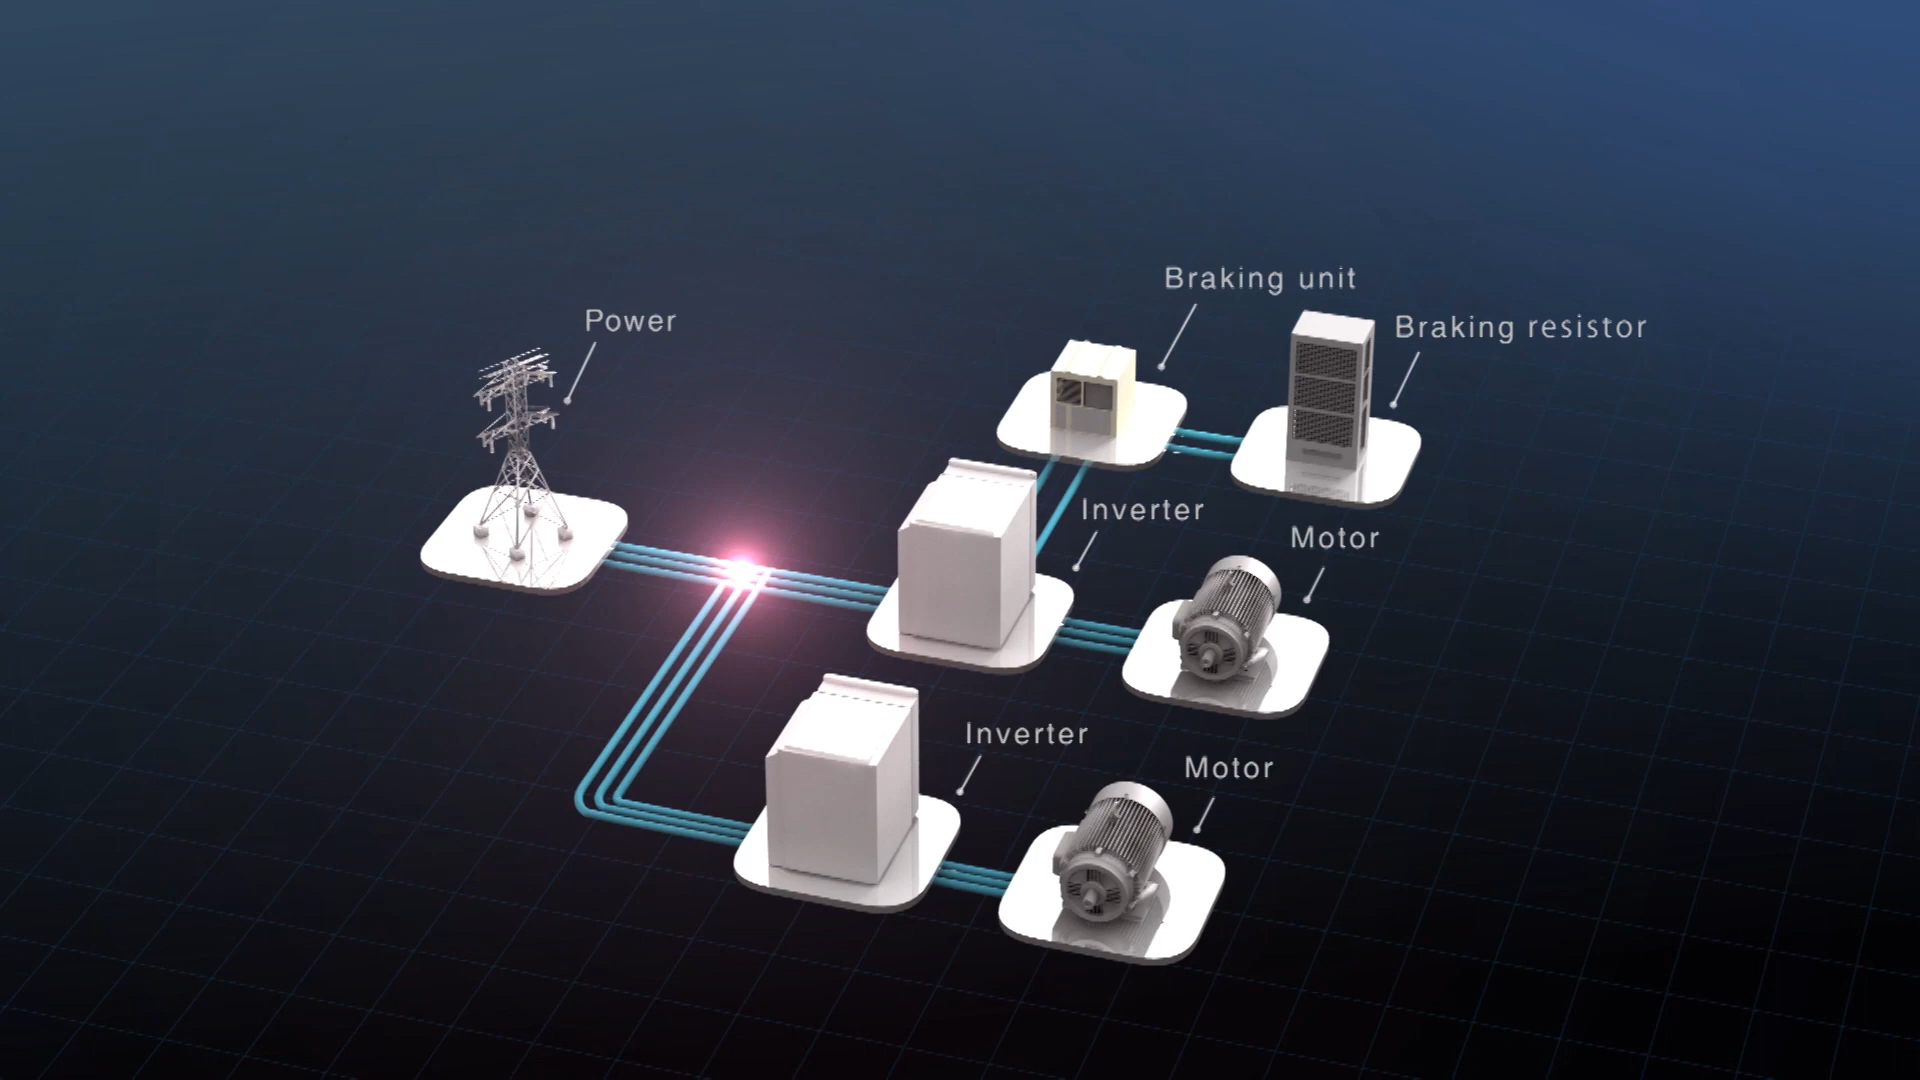 Braking unit
Power
Braking resistor
Inverter
Motor
Inverter
Motor